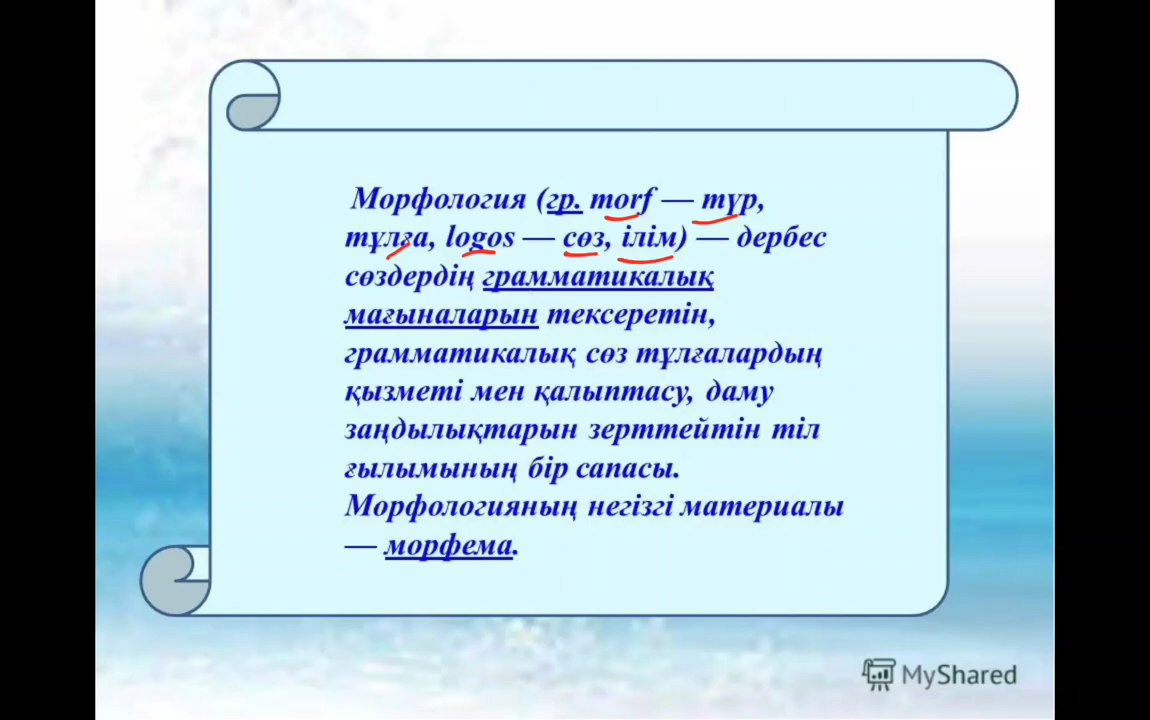 Морфология (гр. torf — түр,
тұлға, logos — сөз, ілім) — дербес
сөздердің грамматикалық
мағыналарын тексеретін,
грамматикалық сөз тұлғалардың
қызметі мен қалыптасу, даму
заңдылықтарын зерттейтін тіл
ғылымының бір сапасы.
Морфологияның негізгі материалы
— морфема.
MyShared